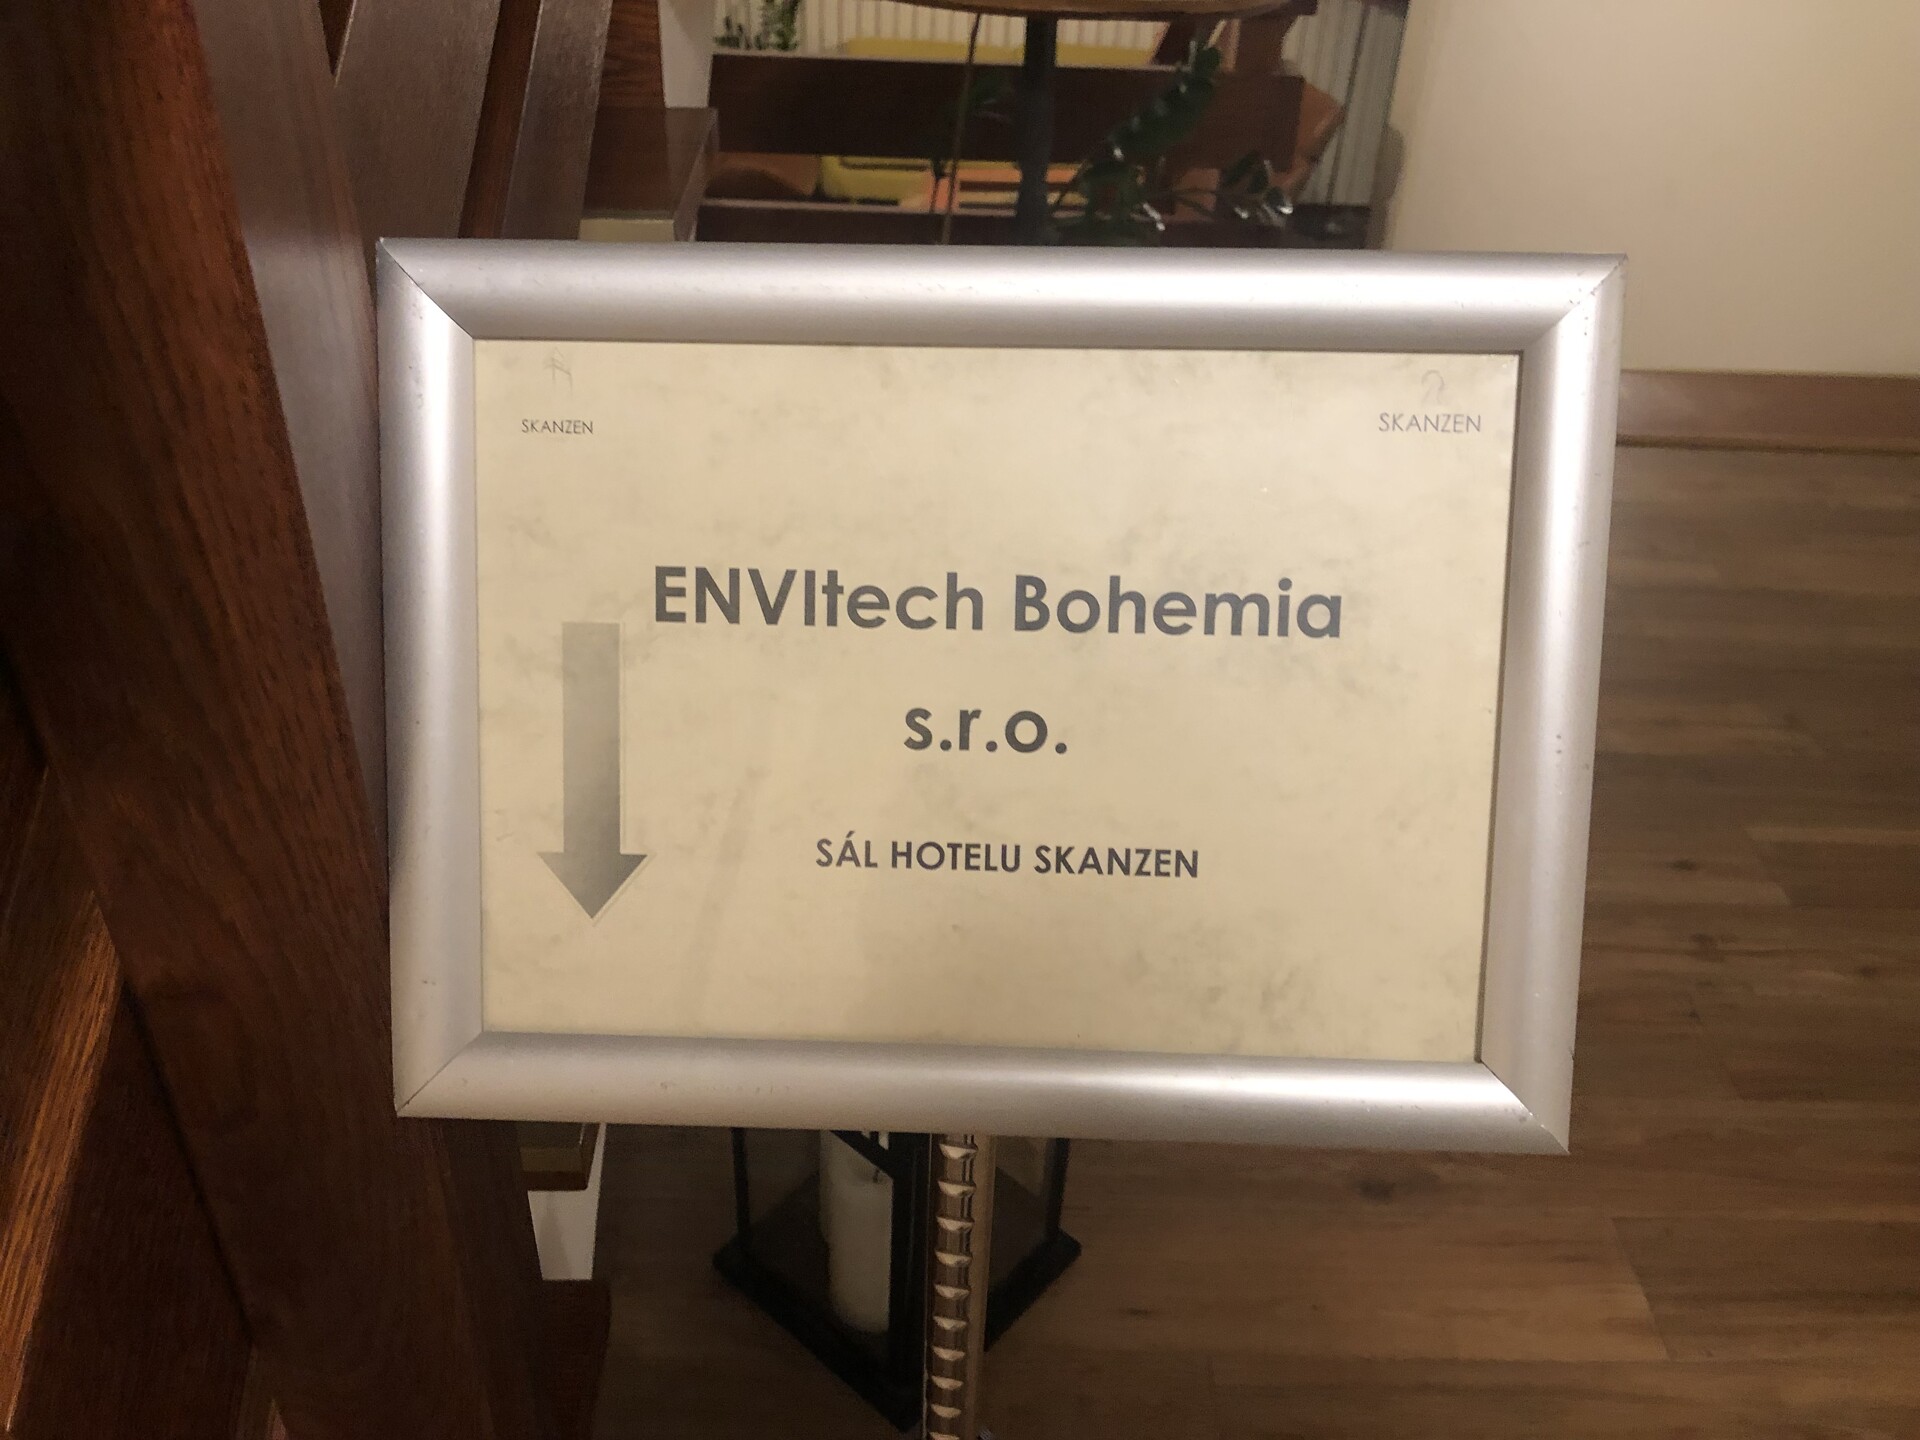 SKANZEN
SKANZEN
ENVItech Bohemia
s.r.o.
SÁL HOTELU SKANZEN